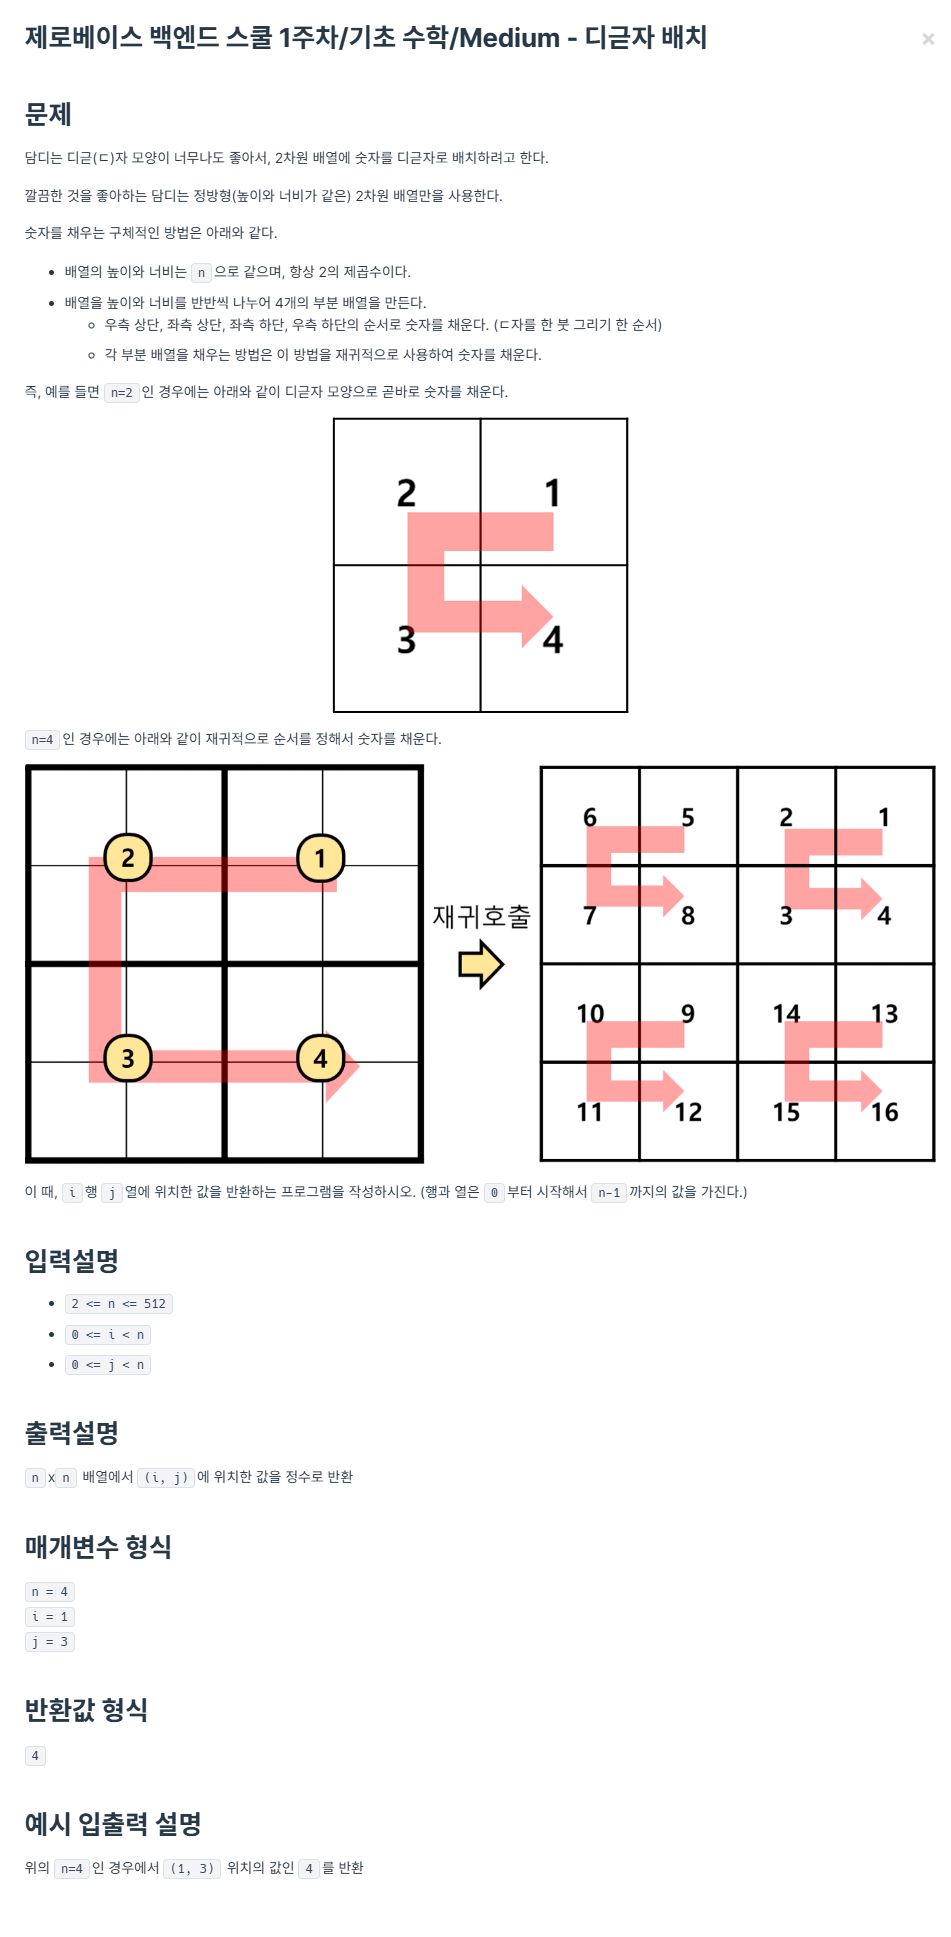 제로베이스 백엔드 스쿨 1주차/기초 수학/Medium - 디귿자 배치
×
문제
담디는 디귿(ㄷ)자 모양이 너무나도 좋아서, 2차원 배열에 숫자를 디귿자로 배치하려고 한다.
깔끔한 것을 좋아하는 담디는 정방형(높이와 너비가 같은) 2차원 배열만을 사용한다.
숫자를 채우는 구체적인 방법은 아래와 같다.
• 배열의 높이와 너비는 n으로 같으며, 항상 2의 제곱수이다.
• 배열을 높이와 너비를 반반씩 나누어 4개의 부분 배열을 만든다.
◦ 우측 상단, 좌측 상단, 좌측 하단, 우측 하단의 순서로 숫자를 채운다. (ㄷ자를 한 붓 그리기 한 순서)
◦ 각 부분 배열을 채우는 방법은 이 방법을 재귀적으로 사용하여 숫자를 채운다.
즉, 예를 들면 n=2인 경우에는 아래와 같이 디귿자 모양으로 곧바로 숫자를 채운다.
2 1
3 4
n=4인 경우에는 아래와 같이 재귀적으로 순서를 정해서 숫자를 채운다.
2 1
3 4
재귀호출
6 5 2 1
7 8 3 4
10 9 14 13
11 12 15 16
이 때, i행 j열에 위치한 값을 반환하는 프로그램을 작성하시오. (행과 열은 0부터 시작해서 n-1까지의 값을 가진다.)
입력설명
• 2 <= n <= 512
• 0 <= i < n
• 0 <= j < n
출력설명
n x n 배열에서 (i, j)에 위치한 값을 정수로 반환
매개변수 형식
n = 4
i = 1
j = 3
반환값 형식
4
예시 입출력 설명
위의 n=4인 경우에서 (1, 3) 위치의 값인 4를 반환